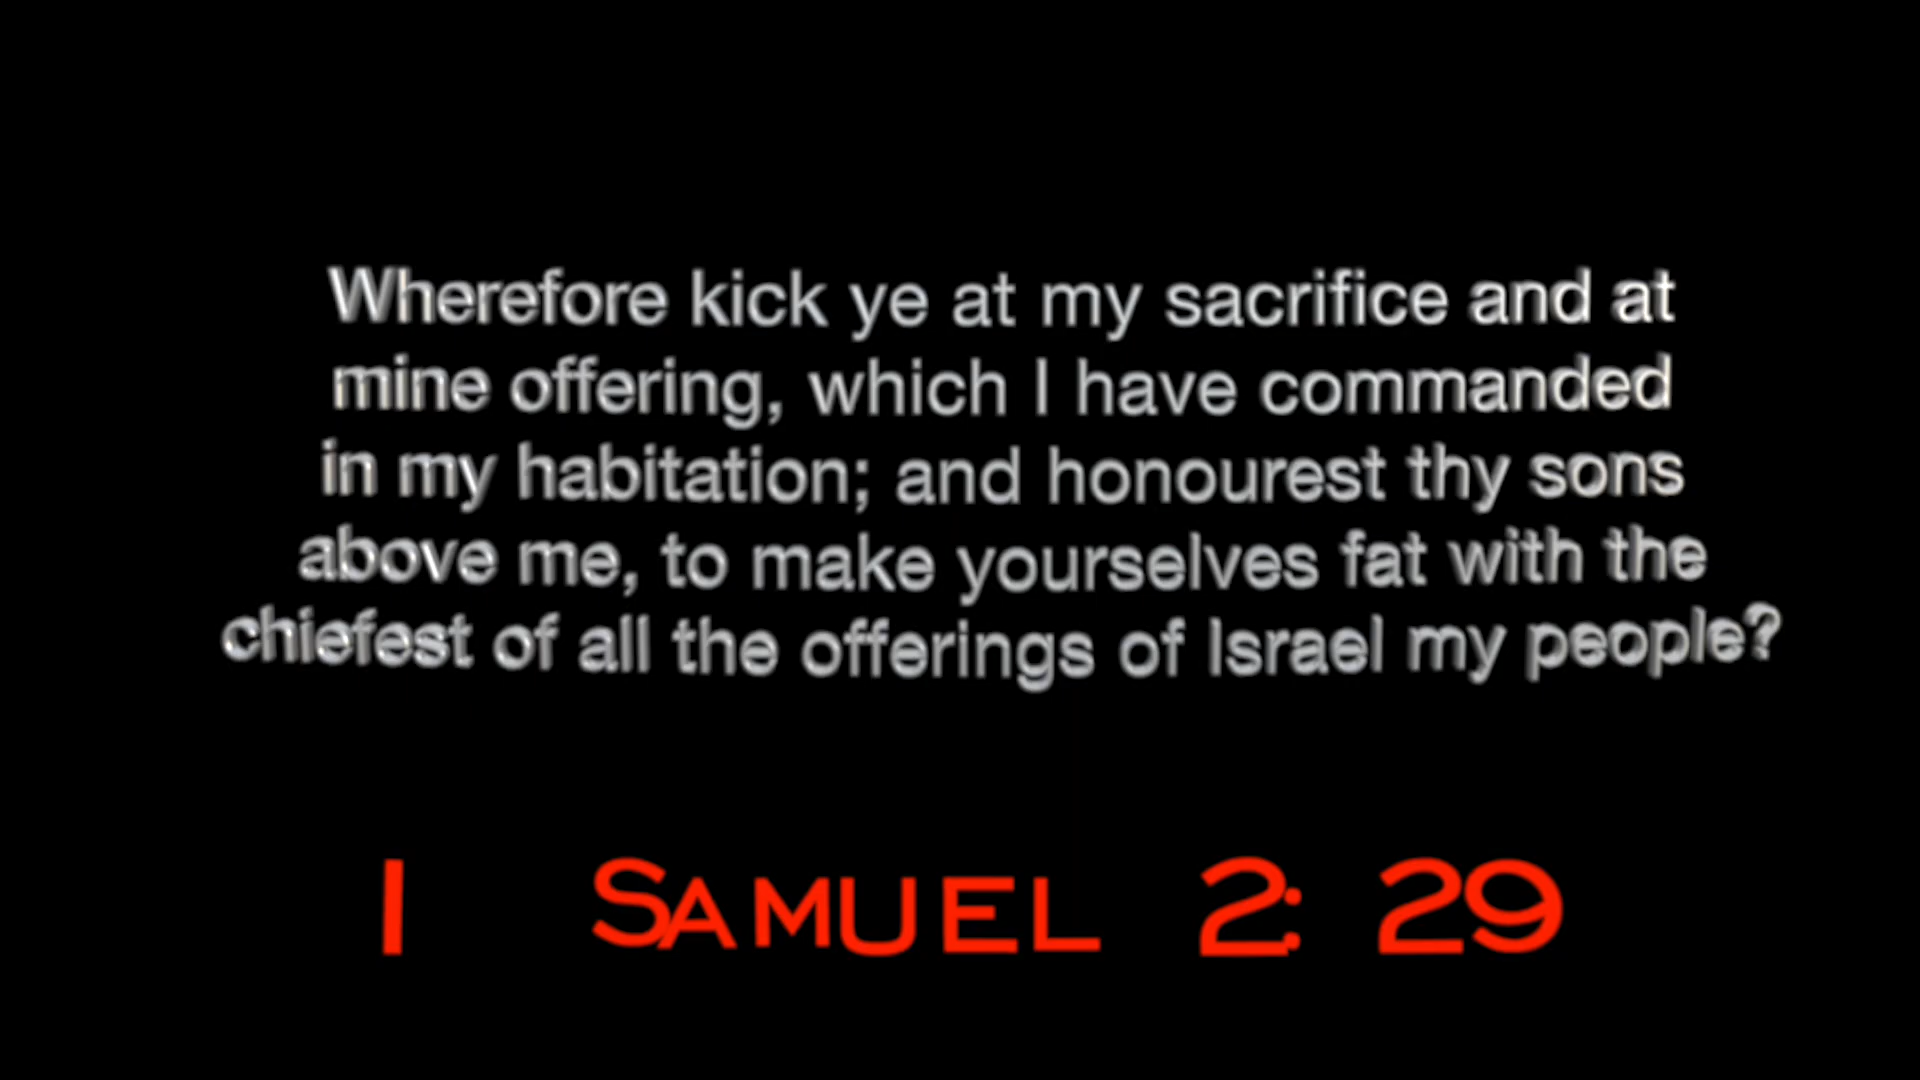 Wherefore kick ye at my sacrifice and at
mine offering, which I have commanded
in my habitation; and honourest thy sons
above me, to make yourselves fat with the
chiefest of all the offerings of Israel my people?
1 Samuel 2: 29